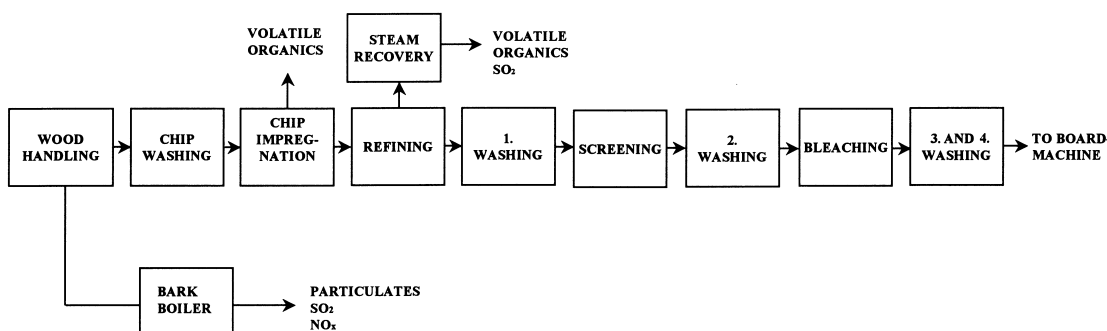 VOLATILE
ORGANICS
STEAM
RECOVERY
VOLATILE
ORGANICS
SO₂
WOOD
HANDLING
CHIP
WASHING
CHIP
IMPREG-
NATION
REFINING
1.
WASHING
SCREENING
2.
WASHING
BLEACHING
3. AND 4.
WASHING
TO BOARD
MACHINE
BARK
BOILER
PARTICULATES
SO₂
NOₓ